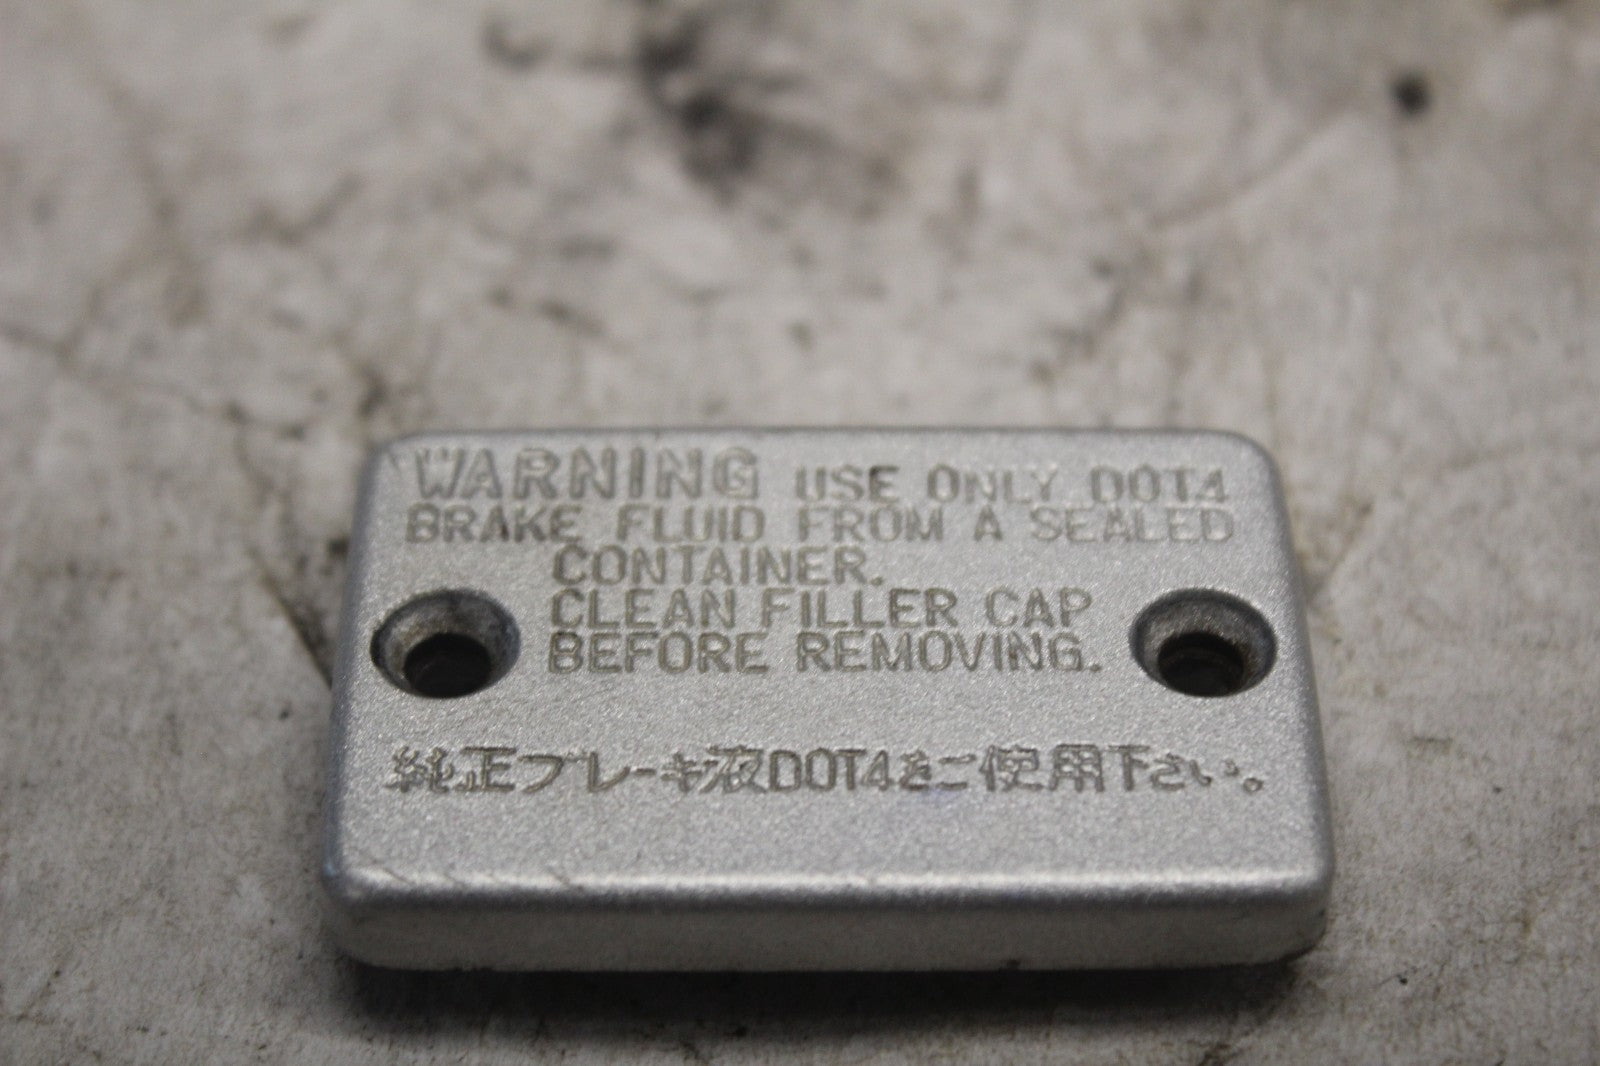 WARNING USE ONLY DOT4
BRAKE FLUID FROM A SEALED
CONTAINER.
CLEAN FILLER CAP
BEFORE REMOVING.
純正ブレーキ液DOT4をご使用下さい。